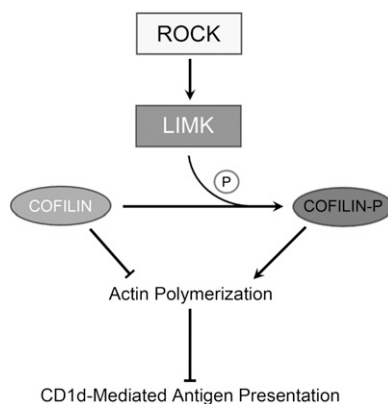 ROCK
LIMK
P
COFILIN
COFILIN-P
Actin Polymerization
CD1d-Mediated Antigen Presentation